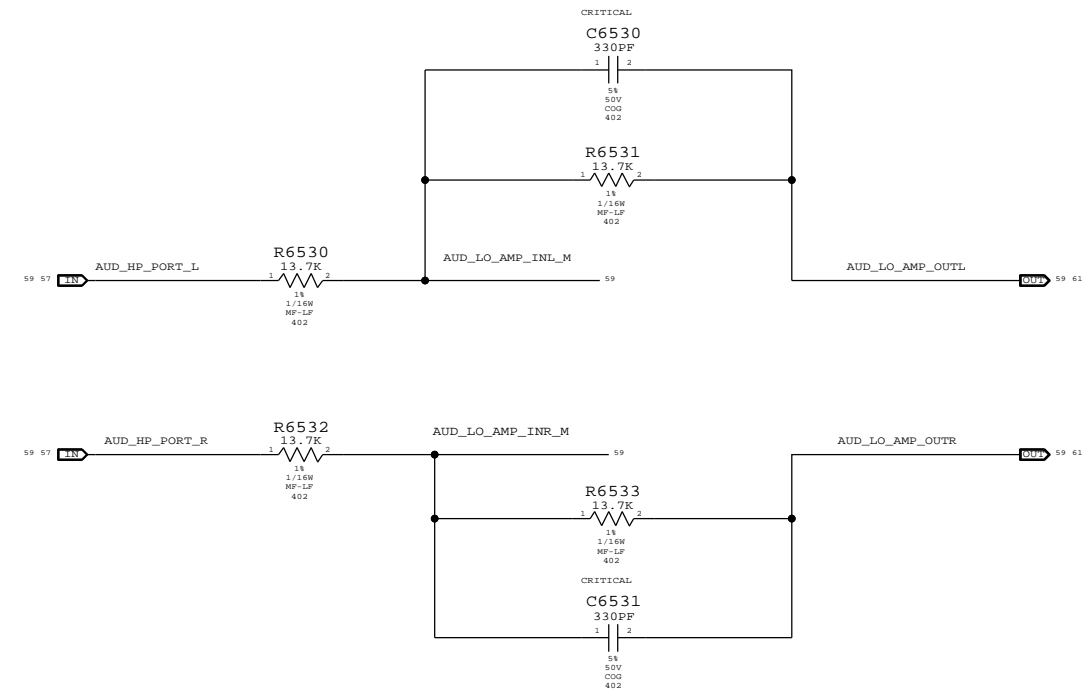 CRITICAL
C6530
330PF
1 2
5%
50V
COG
402
R6531
13.7K
1 2
1%
1/16W
MF-LF
402
R6530
13.7K
59 57 IN AUD_HP_PORT_L 1 2 AUD_LO_AMP_INL_M 59 AUD_LO_AMP_OUTL OUT 59 61
1%
1/16W
MF-LF
402
R6532
13.7K
59 57 IN AUD_HP_PORT_R 1 2 AUD_LO_AMP_INR_M 59 AUD_LO_AMP_OUTR OUT 59 61
1%
1/16W
MF-LF
402
R6533
13.7K
1 2
1%
1/16W
MF-LF
402
CRITICAL
C6531
330PF
1 2
5%
50V
COG
402